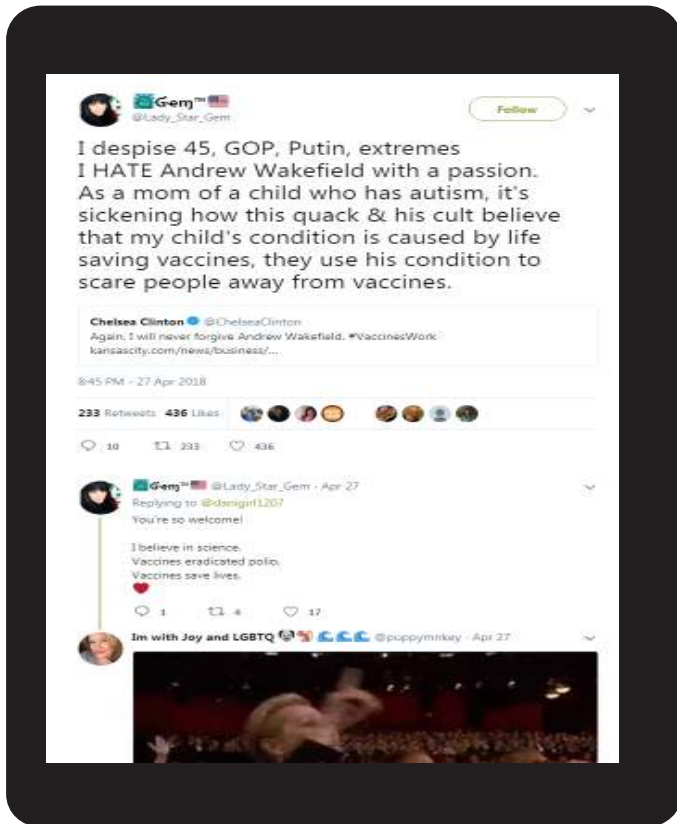 Gem™
@Lady_Star_Gem
Follow
I despise 45, GOP, Putin, extremes
I HATE Andrew Wakefield with a passion.
As a mom of a child who has autism, it's
sickening how this quack & his cult believe
that my child's condition is caused by life
saving vaccines, they use his condition to
scare people away from vaccines.
Chelsea Clinton @ChelseaClinton
Again. I will never forgive Andrew Wakefield. #VaccinesWork
kansascity.com/news/business/...
8:45 PM - 27 Apr 2018
233 Retweets 436 Likes
10 233 436
Gem™ @Lady_Star_Gem - Apr 27
Replying to @danigirl1207
You're so welcome!
I believe in science.
Vaccines eradicated polio.
Vaccines save lives.
1 4 17
Im with Joy and LGBTQ @puppymnkey - Apr 27